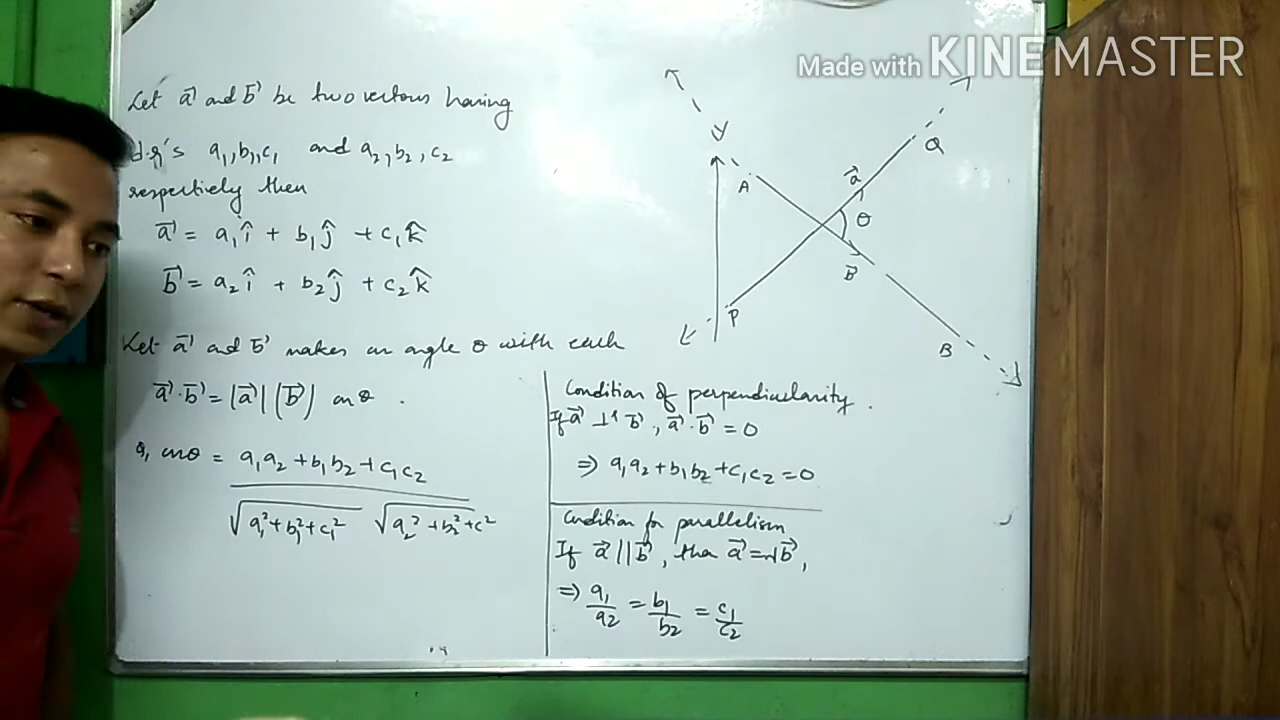 Made with KINEMASTER
Let a⃗ and b⃗ be two vectors having
d.r's a₁, b₁, c₁ and a₂, b₂, c₂
respectively then
a⃗ = a₁î + b₁ĵ + c₁k̂
b⃗ = a₂î + b₂ĵ + c₂k̂
Let a⃗ and b⃗ makes an angle θ with each
a⃗·b⃗ = |a⃗| |b⃗| cos θ .
cosθ = (a₁a₂ + b₁b₂ + c₁c₂) / (√(a₁² + b₁² + c₁²) √(a₂² + b₂² + c²))
Condition of perpendicularity.
If a⃗ ⊥ʳ b⃗, a⃗·b⃗ = 0
⇒ a₁a₂ + b₁b₂ + c₁c₂ = 0
Condition for parallelism
If a⃗ || b⃗, then a⃗ = λb⃗,
⇒ a₁/a₂ = b₁/b₂ = c₁/c₂
y
A
a⃗
Q
θ
b⃗
P
B